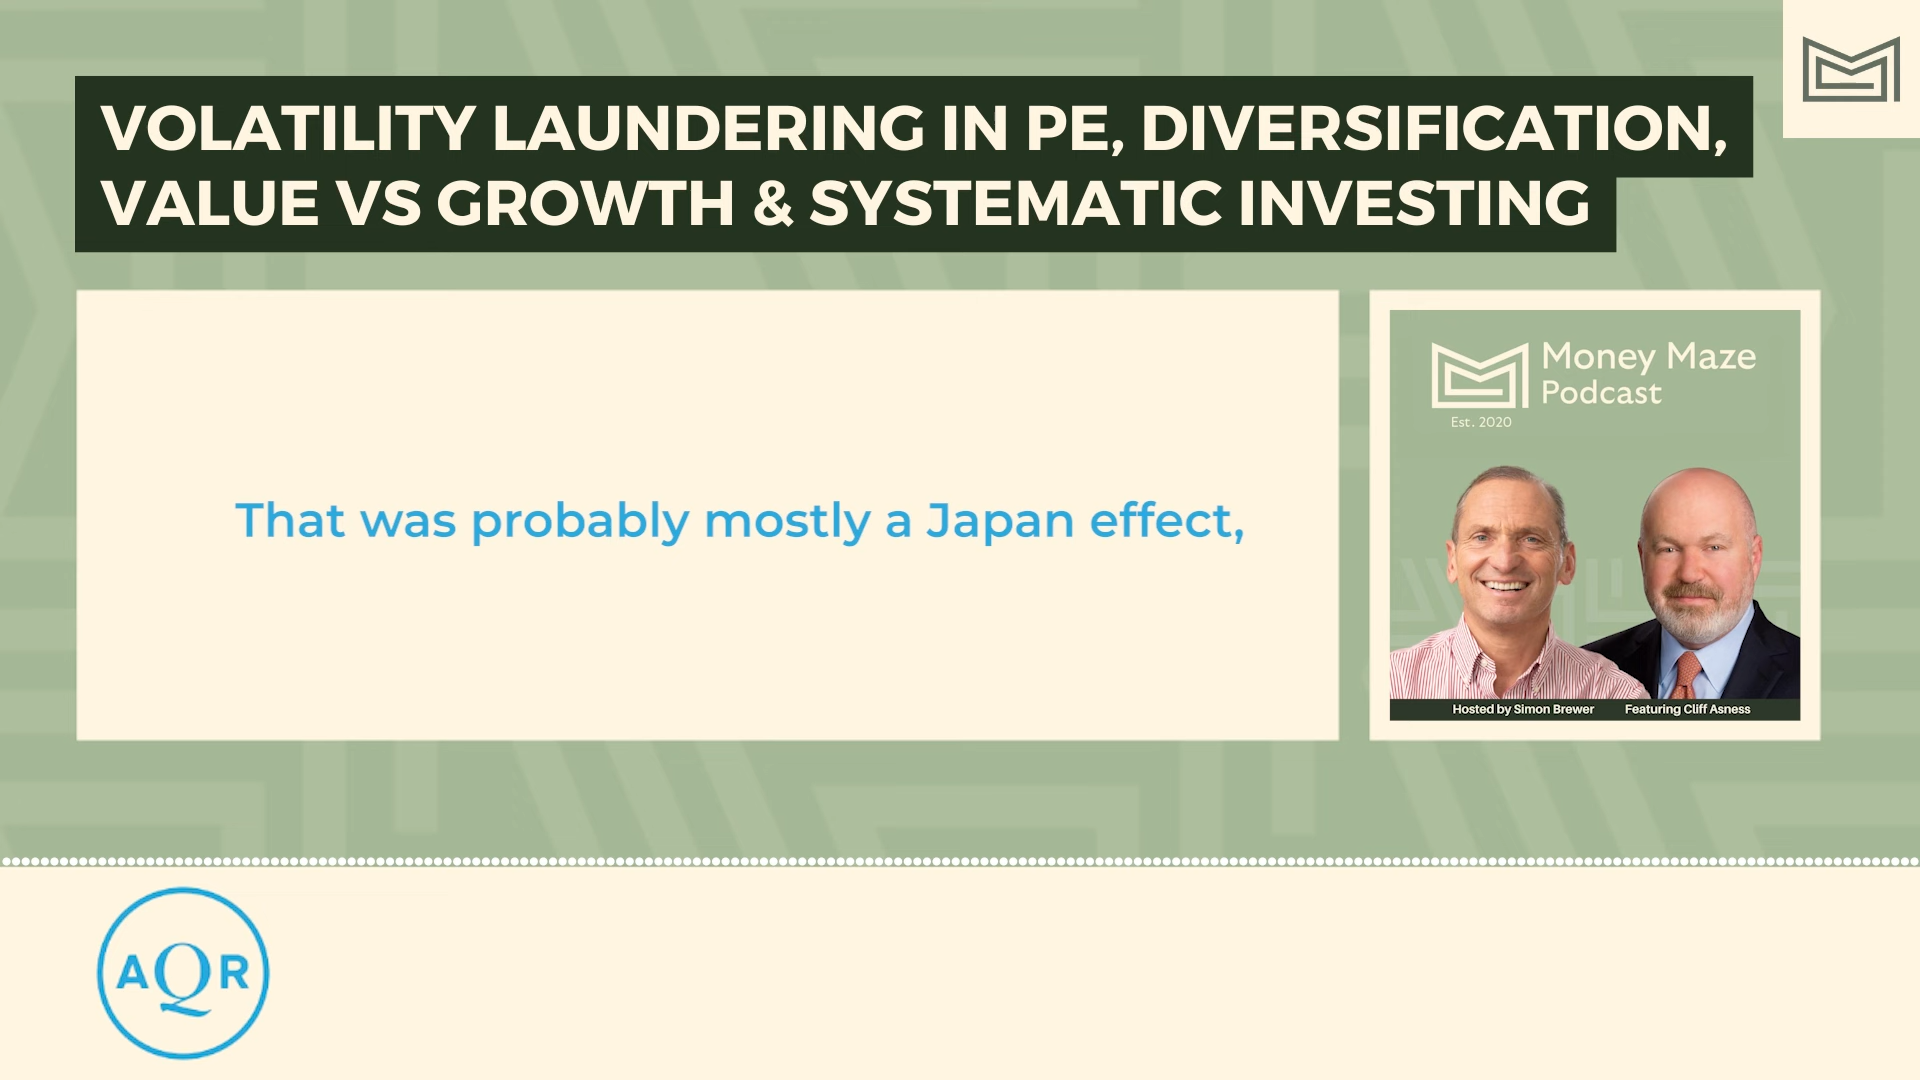 VOLATILITY LAUNDERING IN PE, DIVERSIFICATION,
VALUE VS GROWTH & SYSTEMATIC INVESTING
That was probably mostly a Japan effect,
Money Maze
Podcast
Est. 2020
Hosted by Simon Brewer
Featuring Cliff Asness
AQR